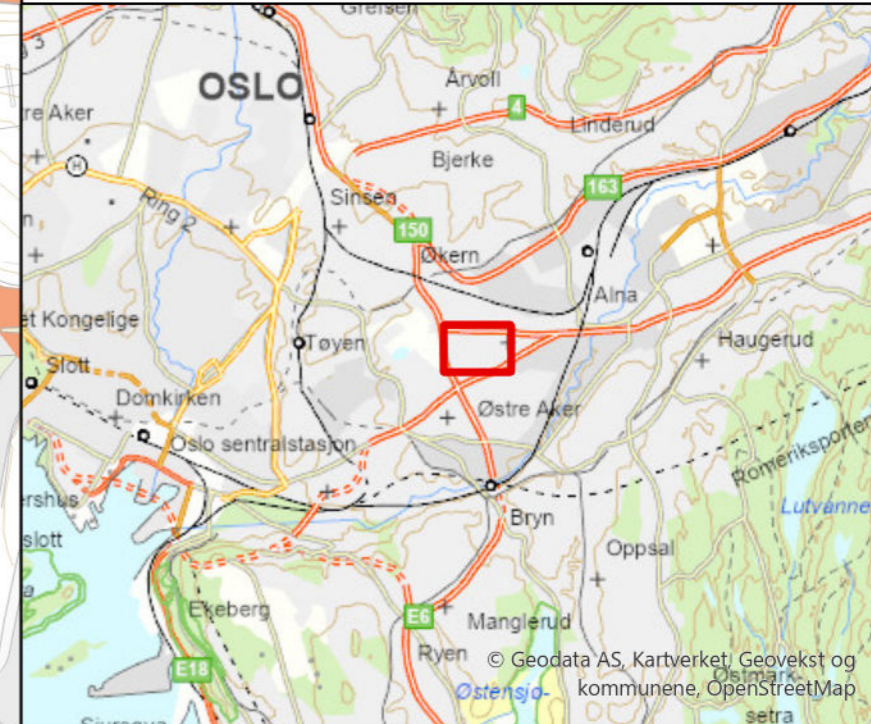 Grefsen
3
OSLO
Årvoll
4
re Aker
Linderud
H
Bjerke
163
Ring 2
Sinsen
150
Økern
n
Alna
et Kongelige
Tøyen
Haugerud
Slott
Domkirken
Østre Aker
Oslo sentralstasjon
Romeriksporten
ershus
Lutvanne
Bryn
slott
Oppsal
a
Ekeberg
E6
Manglerud
Ryen
© Geodata AS, Kartverket, Geovekst og
kommunene, OpenStreetMap
E18
Østensjø-
Østmark-
setra